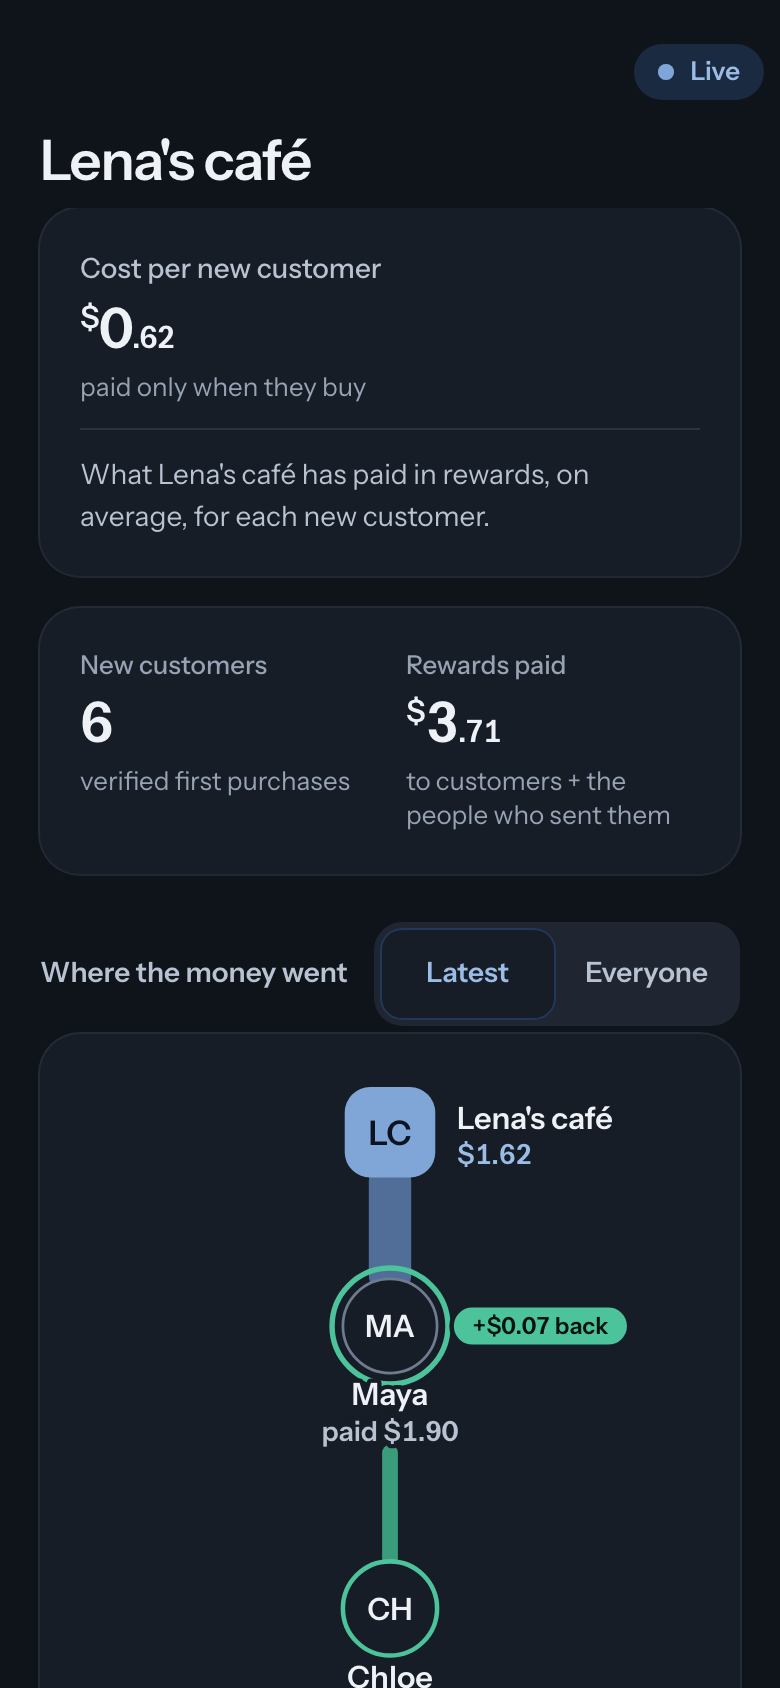 Live
Lena's café
Cost per new customer
$0.62
paid only when they buy
What Lena's café has paid in rewards, on
average, for each new customer.
New customers
6
verified first purchases
Rewards paid
$3.71
to customers + the
people who sent them
Where the money went
Latest
Everyone
LC
Lena's café
$1.62
MA
+$0.07 back
Maya
paid $1.90
CH
Chloe